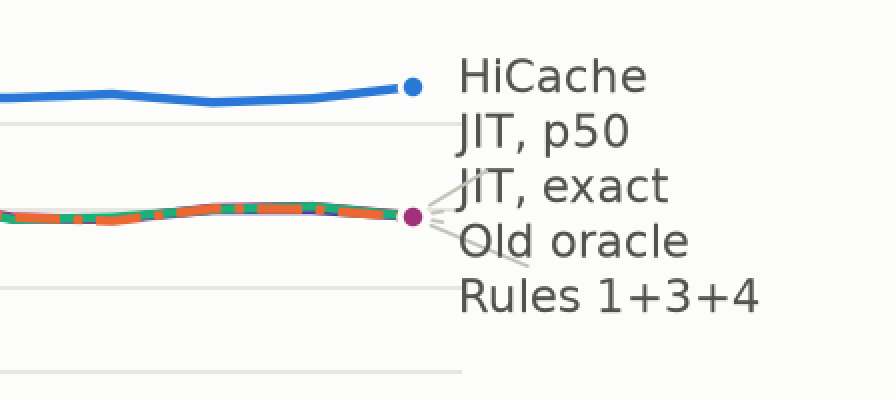 HiCache
JIT, p50
JIT, exact
Old oracle
Rules 1+3+4